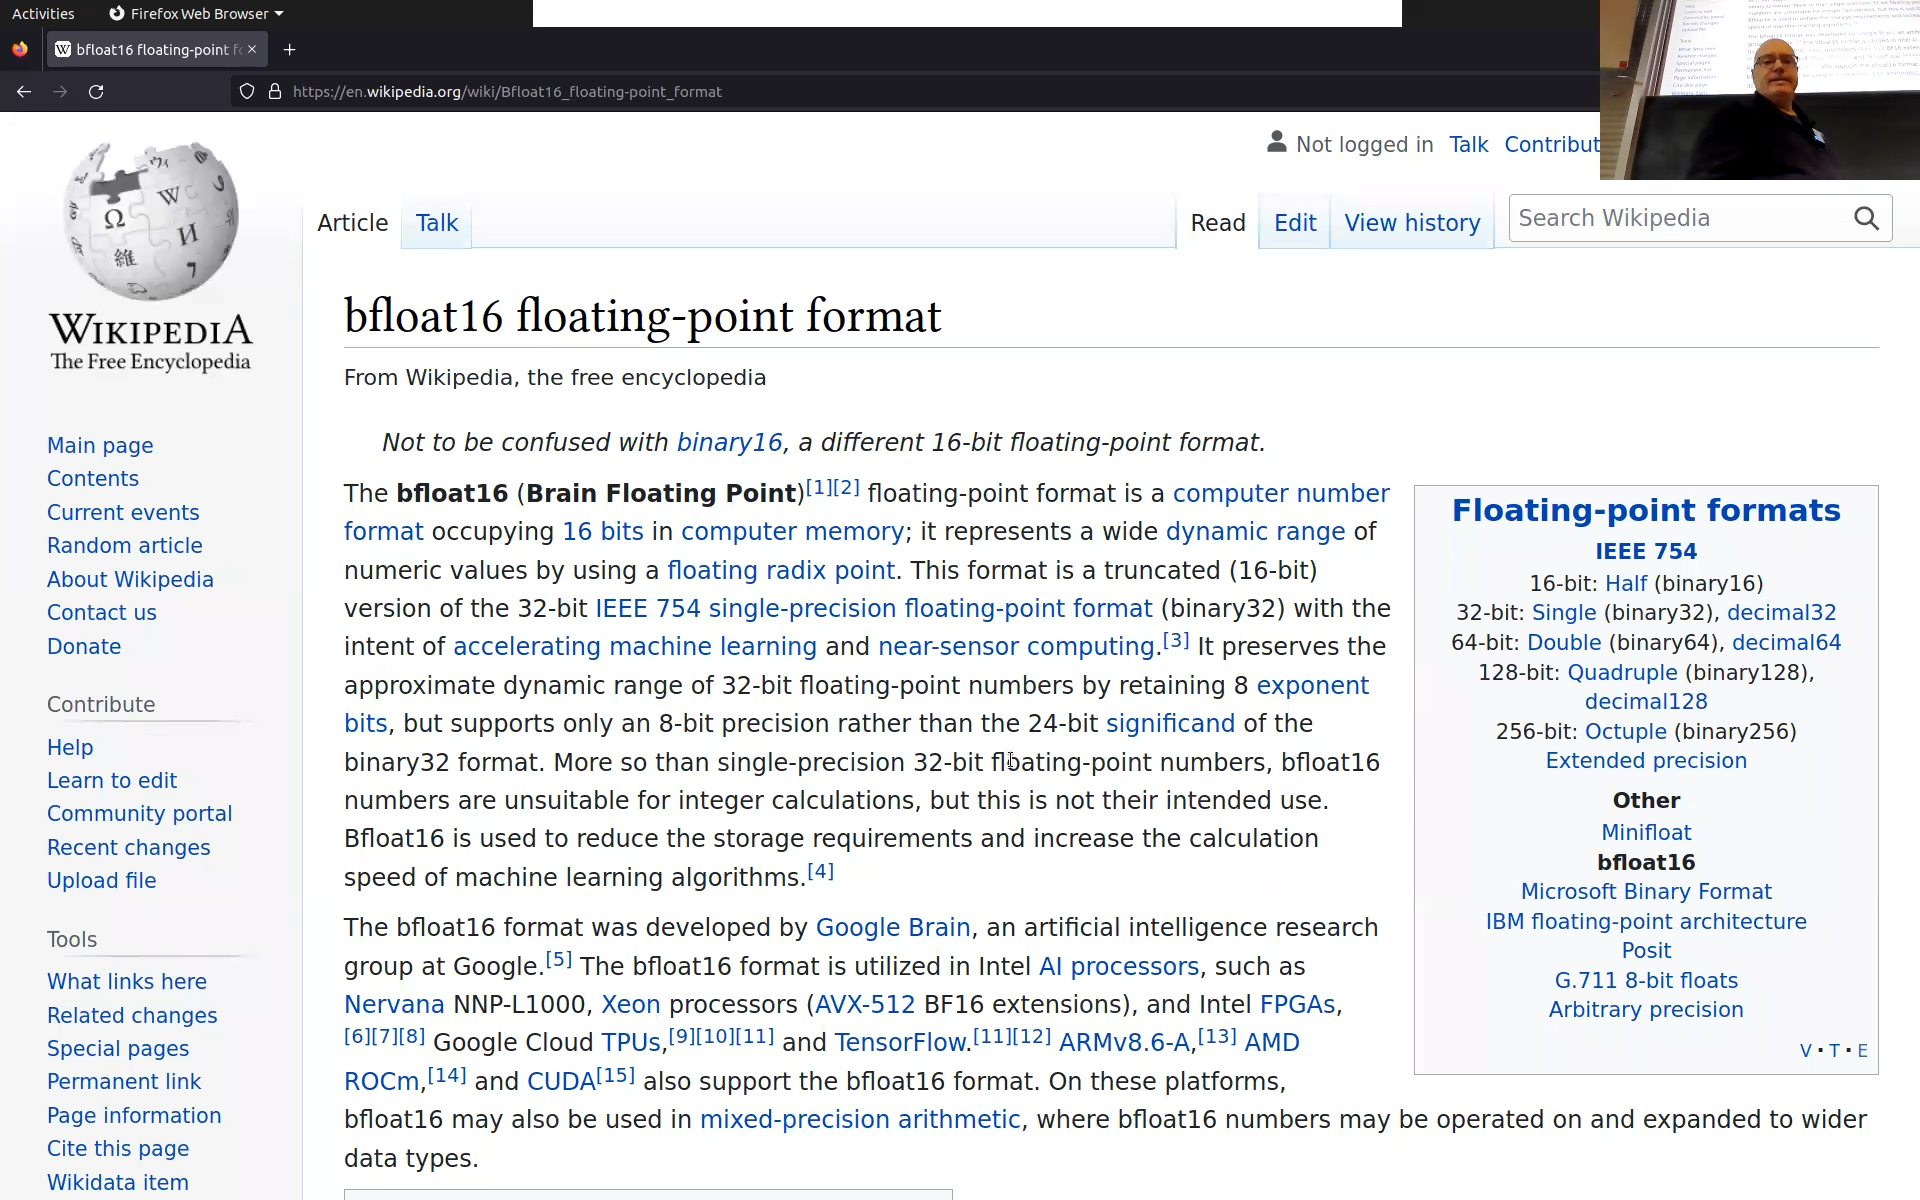 Activities
Firefox Web Browser
bfloat16 floating-point fo
https://en.wikipedia.org/wiki/Bfloat16_floating-point_format
Not logged in Talk Contribut
Article Talk Read Edit View history Search Wikipedia
WIKIPEDIA
The Free Encyclopedia
Main page
Contents
Current events
Random article
About Wikipedia
Contact us
Donate
Contribute
Help
Learn to edit
Community portal
Recent changes
Upload file
Tools
What links here
Related changes
Special pages
Permanent link
Page information
Cite this page
Wikidata item
bfloat16 floating-point format
From Wikipedia, the free encyclopedia
Not to be confused with binary16, a different 16-bit floating-point format.
The bfloat16 (Brain Floating Point)[1][2] floating-point format is a computer number
format occupying 16 bits in computer memory; it represents a wide dynamic range of
numeric values by using a floating radix point. This format is a truncated (16-bit)
version of the 32-bit IEEE 754 single-precision floating-point format (binary32) with the
intent of accelerating machine learning and near-sensor computing.[3] It preserves the
approximate dynamic range of 32-bit floating-point numbers by retaining 8 exponent
bits, but supports only an 8-bit precision rather than the 24-bit significand of the
binary32 format. More so than single-precision 32-bit floating-point numbers, bfloat16
numbers are unsuitable for integer calculations, but this is not their intended use.
Bfloat16 is used to reduce the storage requirements and increase the calculation
speed of machine learning algorithms.[4]
The bfloat16 format was developed by Google Brain, an artificial intelligence research
group at Google.[5] The bfloat16 format is utilized in Intel AI processors, such as
Nervana NNP-L1000, Xeon processors (AVX-512 BF16 extensions), and Intel FPGAs,
[6][7][8] Google Cloud TPUs,[9][10][11] and TensorFlow.[11][12] ARMv8.6-A,[13] AMD
ROCm,[14] and CUDA[15] also support the bfloat16 format. On these platforms,
bfloat16 may also be used in mixed-precision arithmetic, where bfloat16 numbers may be operated on and expanded to wider
data types.
Floating-point formats
IEEE 754
16-bit: Half (binary16)
32-bit: Single (binary32), decimal32
64-bit: Double (binary64), decimal64
128-bit: Quadruple (binary128),
decimal128
256-bit: Octuple (binary256)
Extended precision
Other
Minifloat
bfloat16
Microsoft Binary Format
IBM floating-point architecture
Posit
G.711 8-bit floats
Arbitrary precision
V · T · E